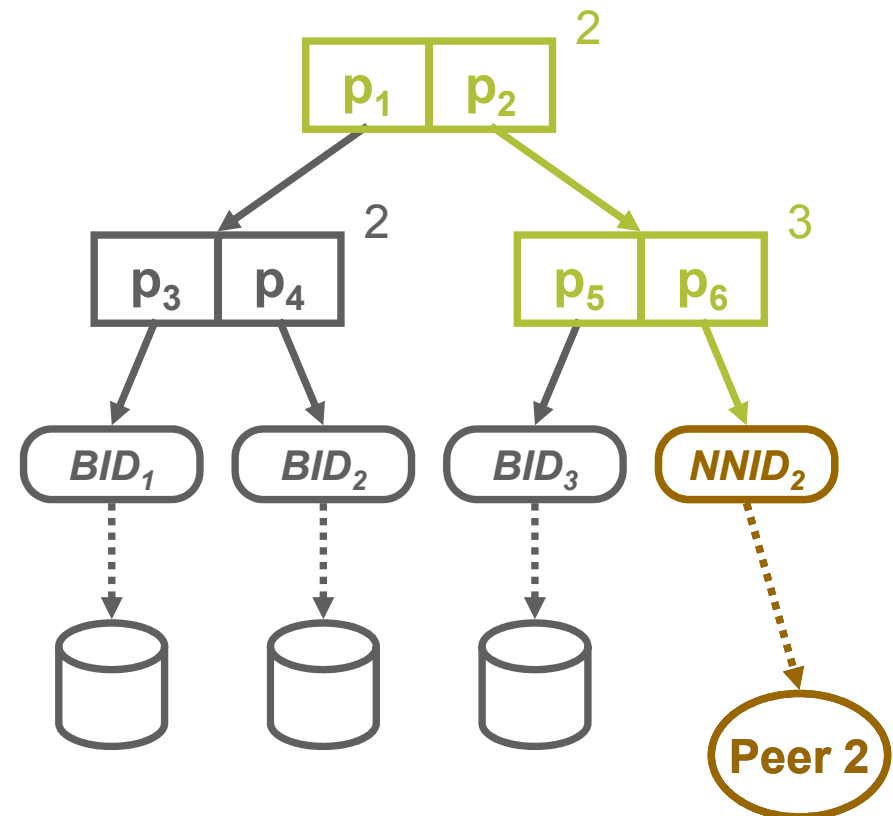 2
p₁ p₂
2 3
p₃ p₄ p₅ p₆
BID₁ BID₂ BID₃ NNID₂
Peer 2